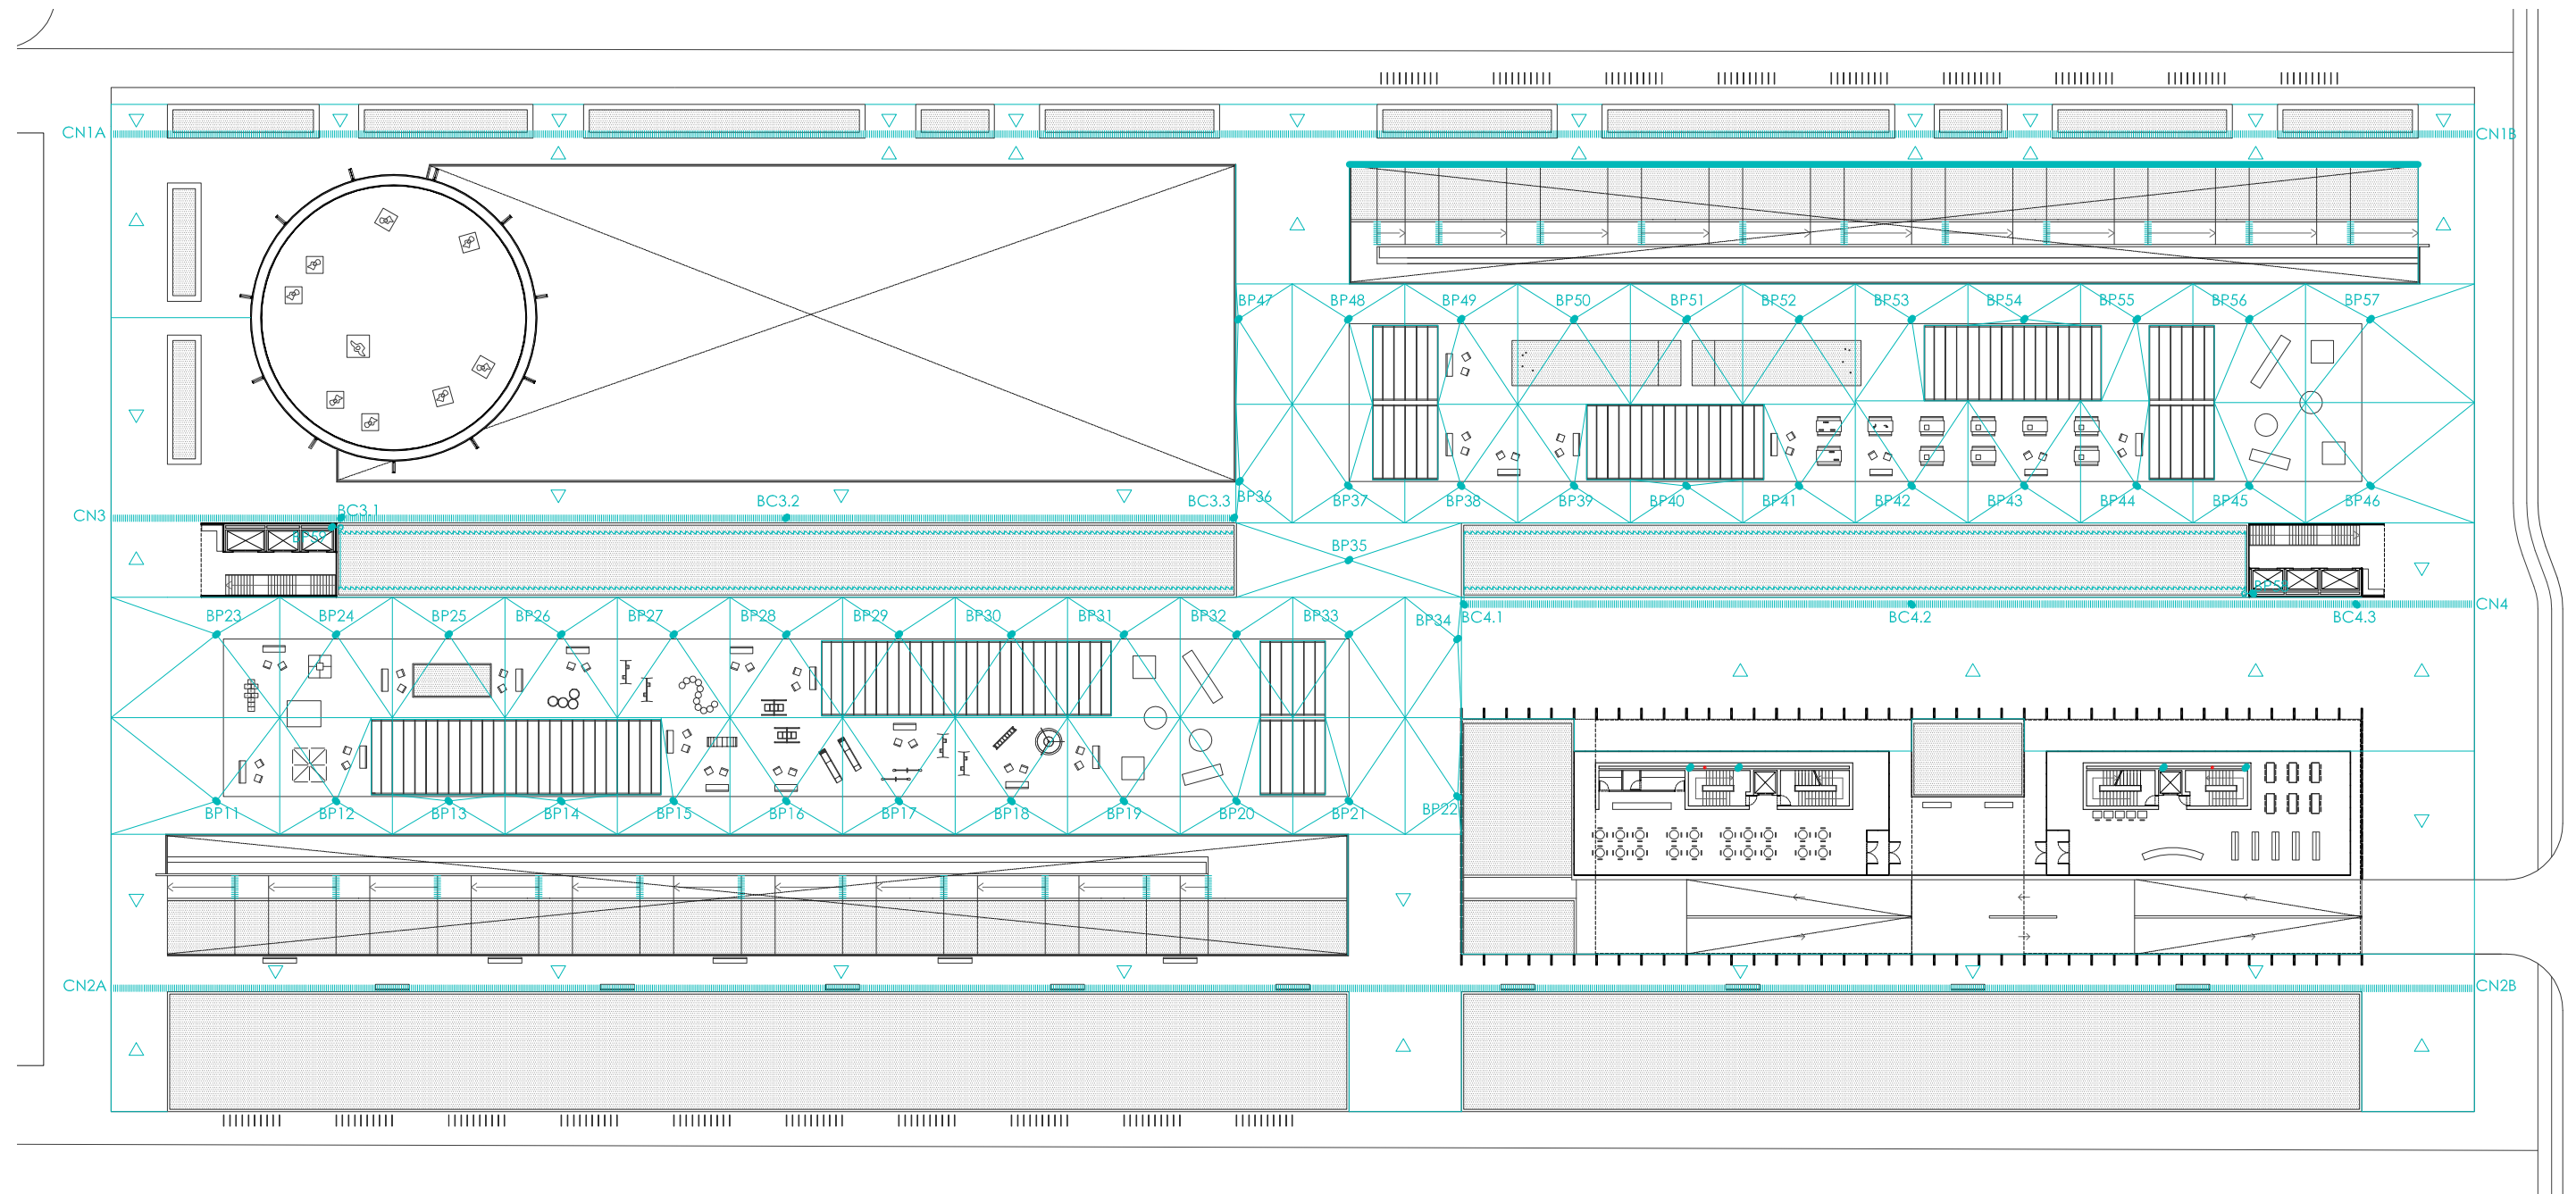 CN1A CN1B
BP47 BP48 BP49 BP50 BP51 BP52 BP53 BP54 BP55 BP56 BP57
BC3.1 BC3.2 BC3.3 BP36 BP37 BP38 BP39 BP40 BP41 BP42 BP43 BP44 BP45 BP46
CN3
BP59
BP35
BP58
CN4
BP23 BP24 BP25 BP26 BP27 BP28 BP29 BP30 BP31 BP32 BP33 BP34 BC4.1 BC4.2 BC4.3
BP11 BP12 BP13 BP14 BP15 BP16 BP17 BP18 BP19 BP20 BP21 BP22
CN2A CN2B